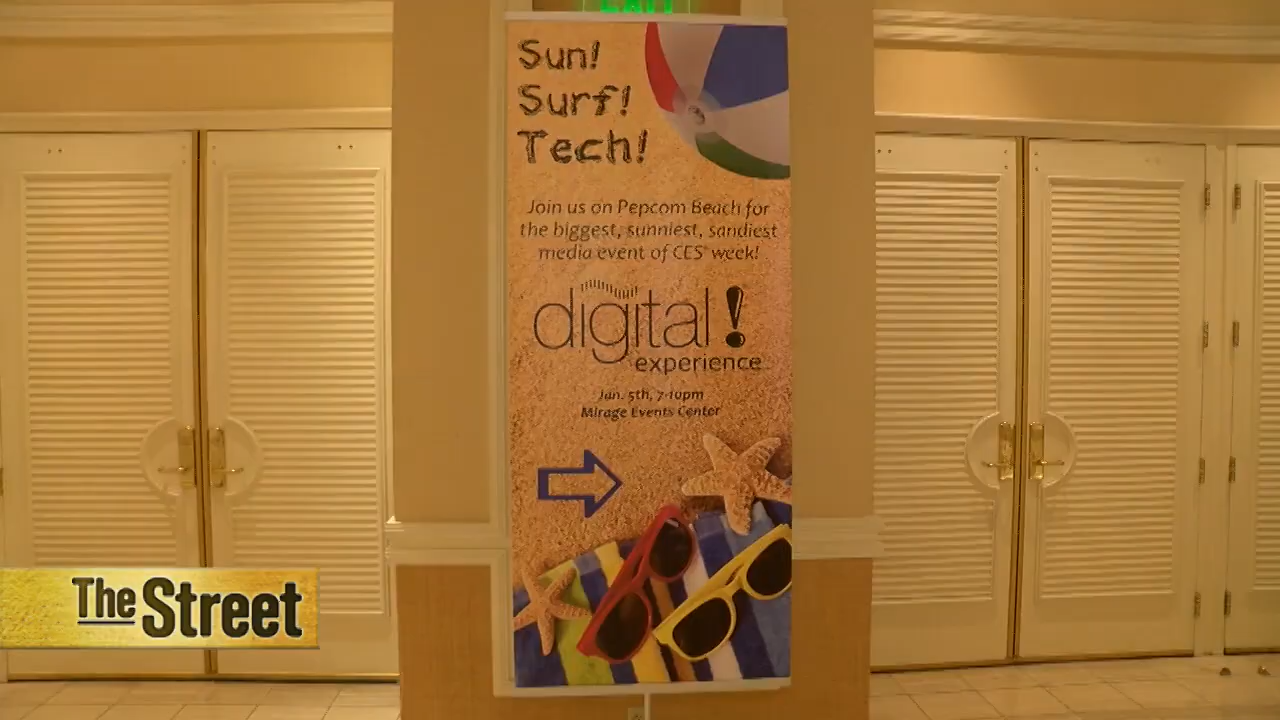 EXIT
Sun!
Surf!
Tech!
Join us on Pepcom Beach for
the biggest, sunniest, sandiest
media event of CES® week!
digital!
experience
Jan. 5th, 7-10pm
Mirage Events Center
The Street